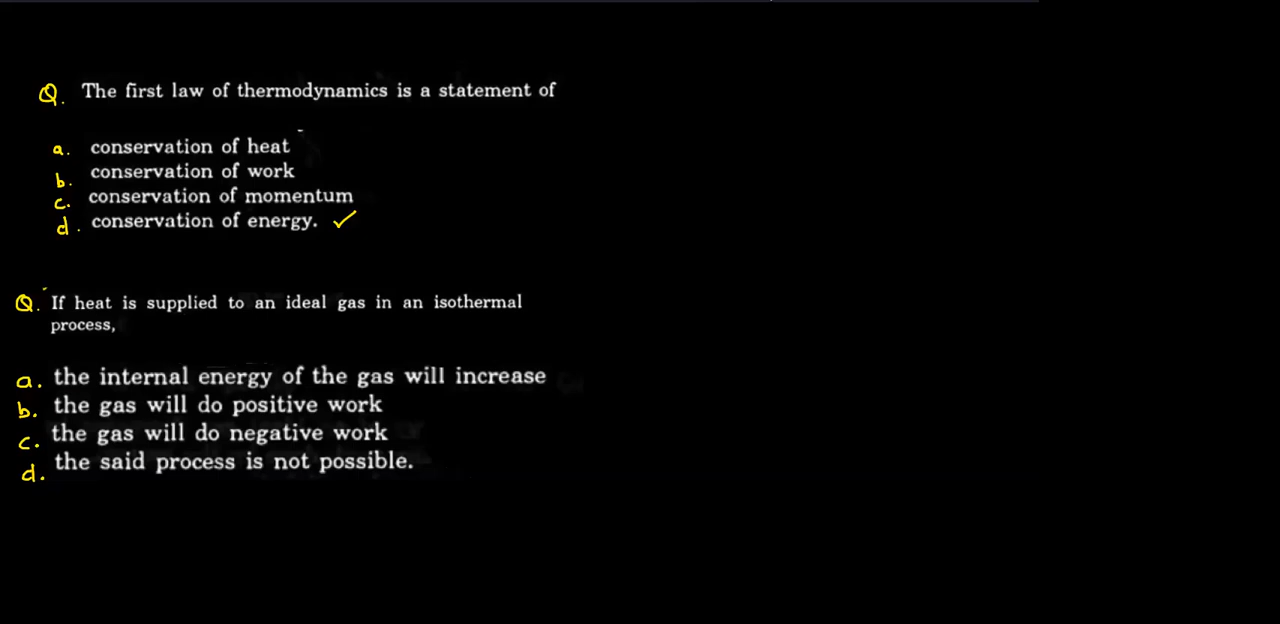 Q. The first law of thermodynamics is a statement of
a. conservation of heat
b. conservation of work
c. conservation of momentum
d. conservation of energy. ✓
Q. If heat is supplied to an ideal gas in an isothermal
process,
a. the internal energy of the gas will increase
b. the gas will do positive work
c. the gas will do negative work
d. the said process is not possible.